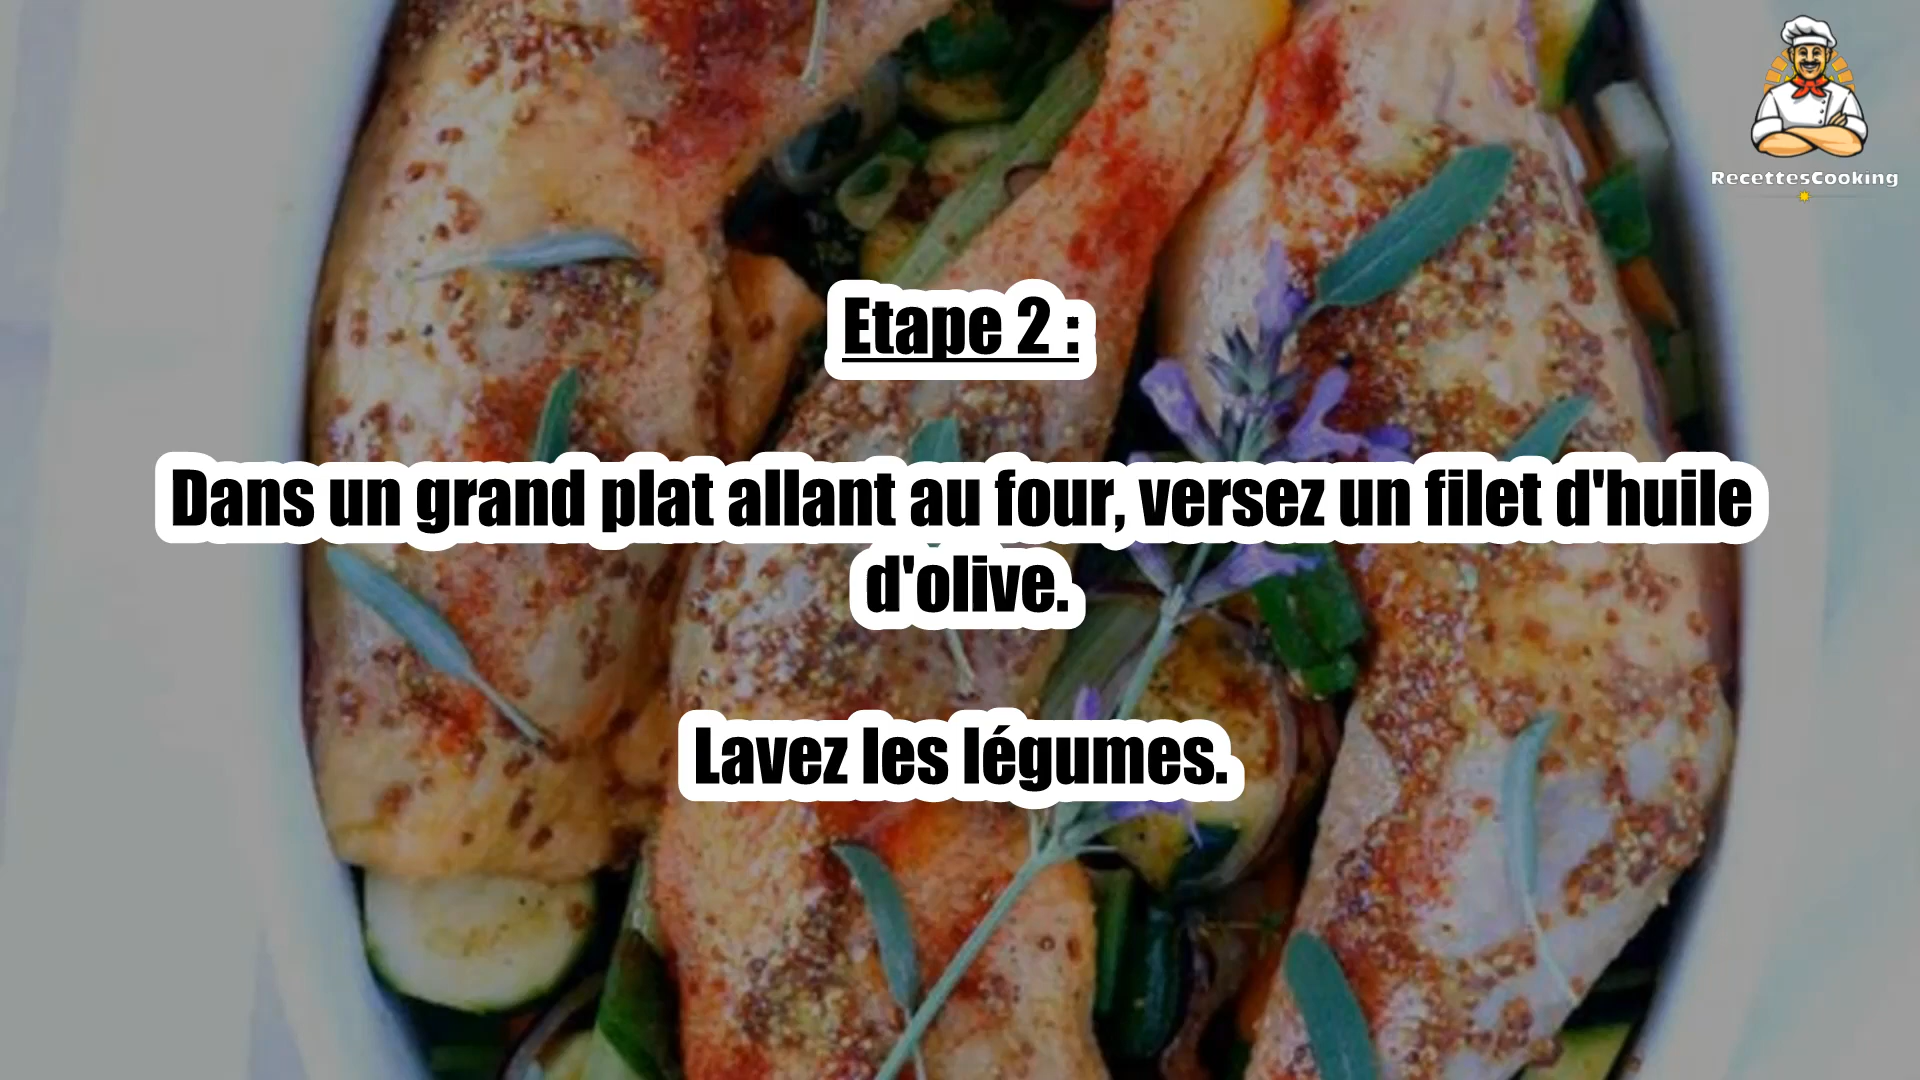 RecettesCooking
Etape 2 :
Dans un grand plat allant au four, versez un filet d'huile
d'olive.
Lavez les légumes.